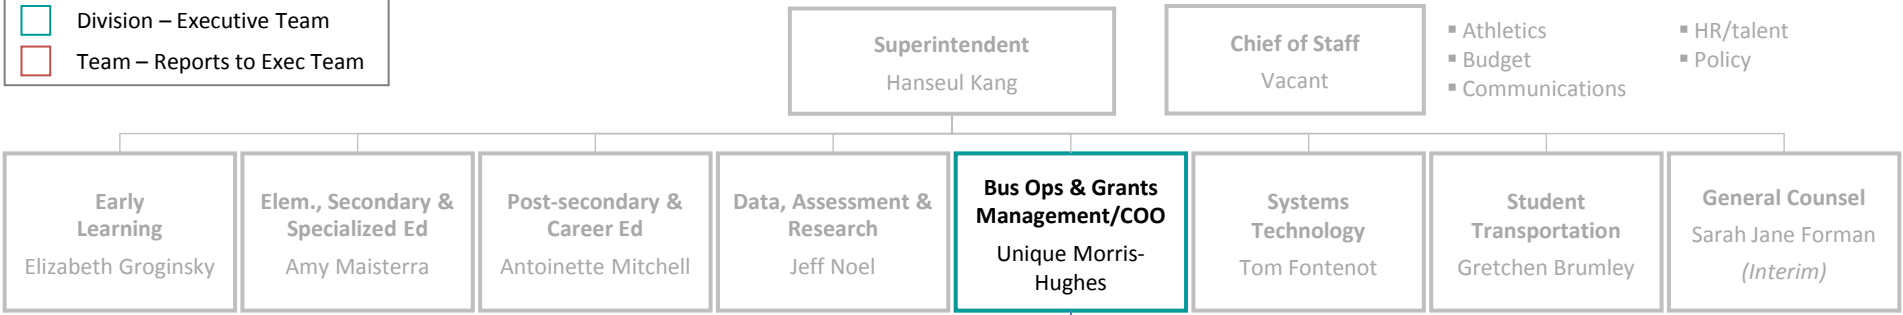 Division – Executive Team
Team – Reports to Exec Team
Superintendent
Hanseul Kang
Chief of Staff
Vacant
▪ Athletics
▪ Budget
▪ Communications
▪ HR/talent
▪ Policy
Early
Learning
Elizabeth Groginsky
Elem., Secondary &
Specialized Ed
Amy Maisterra
Post-secondary &
Career Ed
Antoinette Mitchell
Data, Assessment &
Research
Jeff Noel
Bus Ops & Grants
Management/COO
Unique Morris-
Hughes
Systems
Technology
Tom Fontenot
Student
Transportation
Gretchen Brumley
General Counsel
Sarah Jane Forman
(Interim)